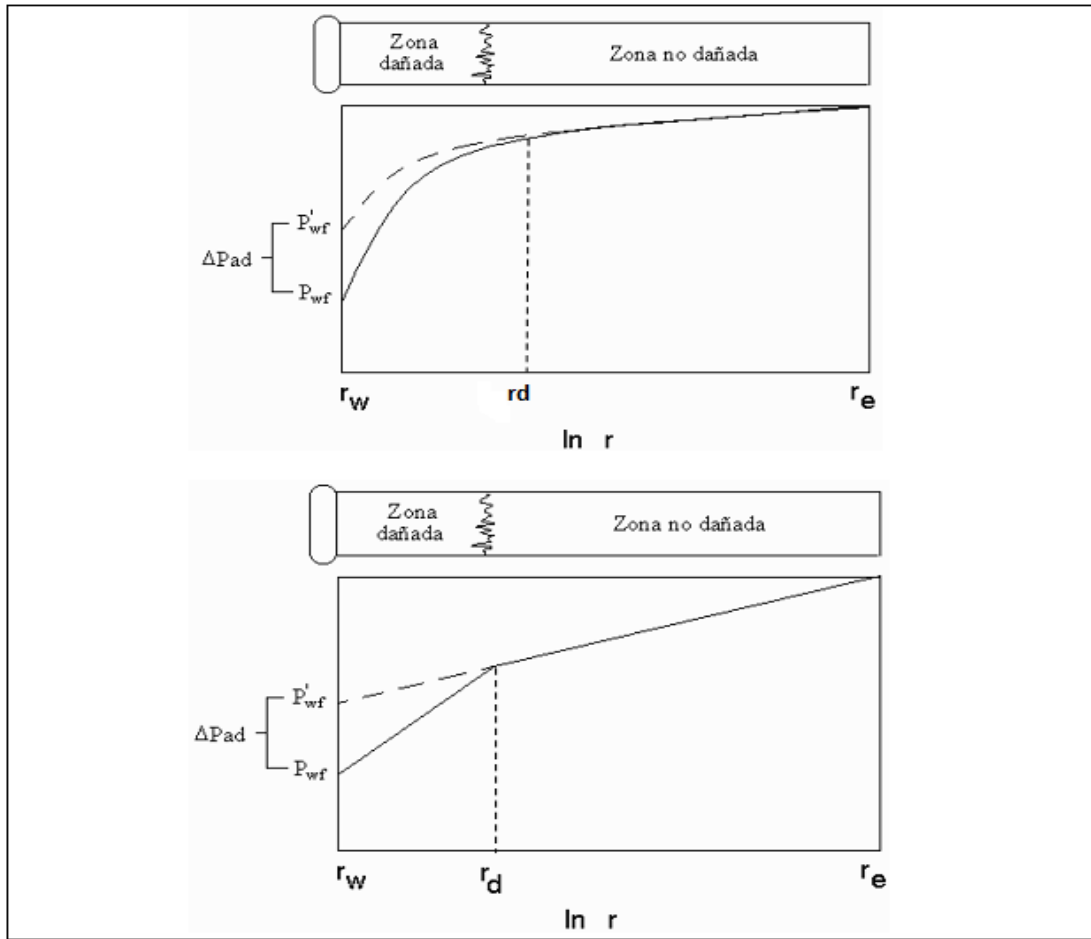 Zona
dañada
Zona no dañada
P'wf
ΔPad
Pwf
rw
rd
re
ln r
Zona
dañada
Zona no dañada
P'wf
ΔPad
Pwf
rw
rd
re
ln r